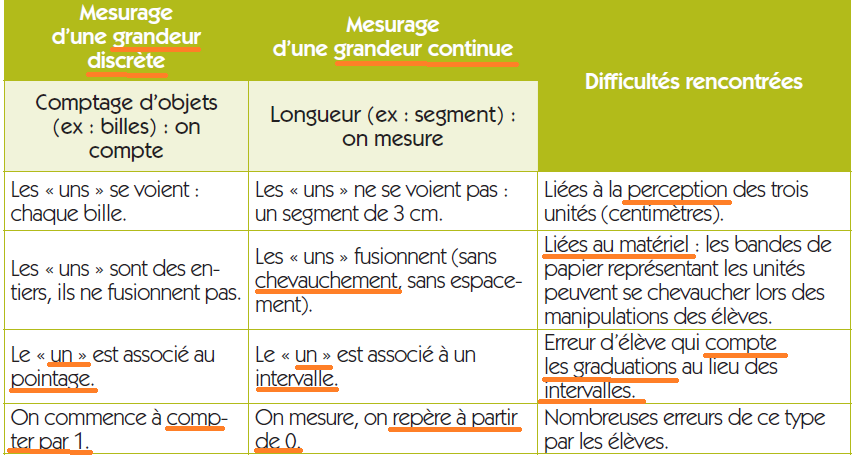 Mesurage
d'une grandeur
discrète
Mesurage
d'une grandeur continue
Difficultés rencontrées
Comptage d'objets
(ex : billes) : on
compte
Longueur (ex : segment) :
on mesure
Les « uns » se voient :
chaque bille.
Les « uns » ne se voient pas :
un segment de 3 cm.
Liées à la perception des trois
unités (centimètres).
Les « uns » sont des en-
tiers, ils ne fusionnent pas.
Les « uns » fusionnent (sans
chevauchement, sans espace-
ment).
Liées au matériel : les bandes de
papier représentant les unités
peuvent se chevaucher lors des
manipulations des élèves.
Le « un » est associé au
pointage.
Le « un » est associé à un
intervalle.
Erreur d'élève qui compte
les graduations au lieu des
intervalles.
On commence à comp-
ter par 1.
On mesure, on repère à partir
de 0.
Nombreuses erreurs de ce type
par les élèves.